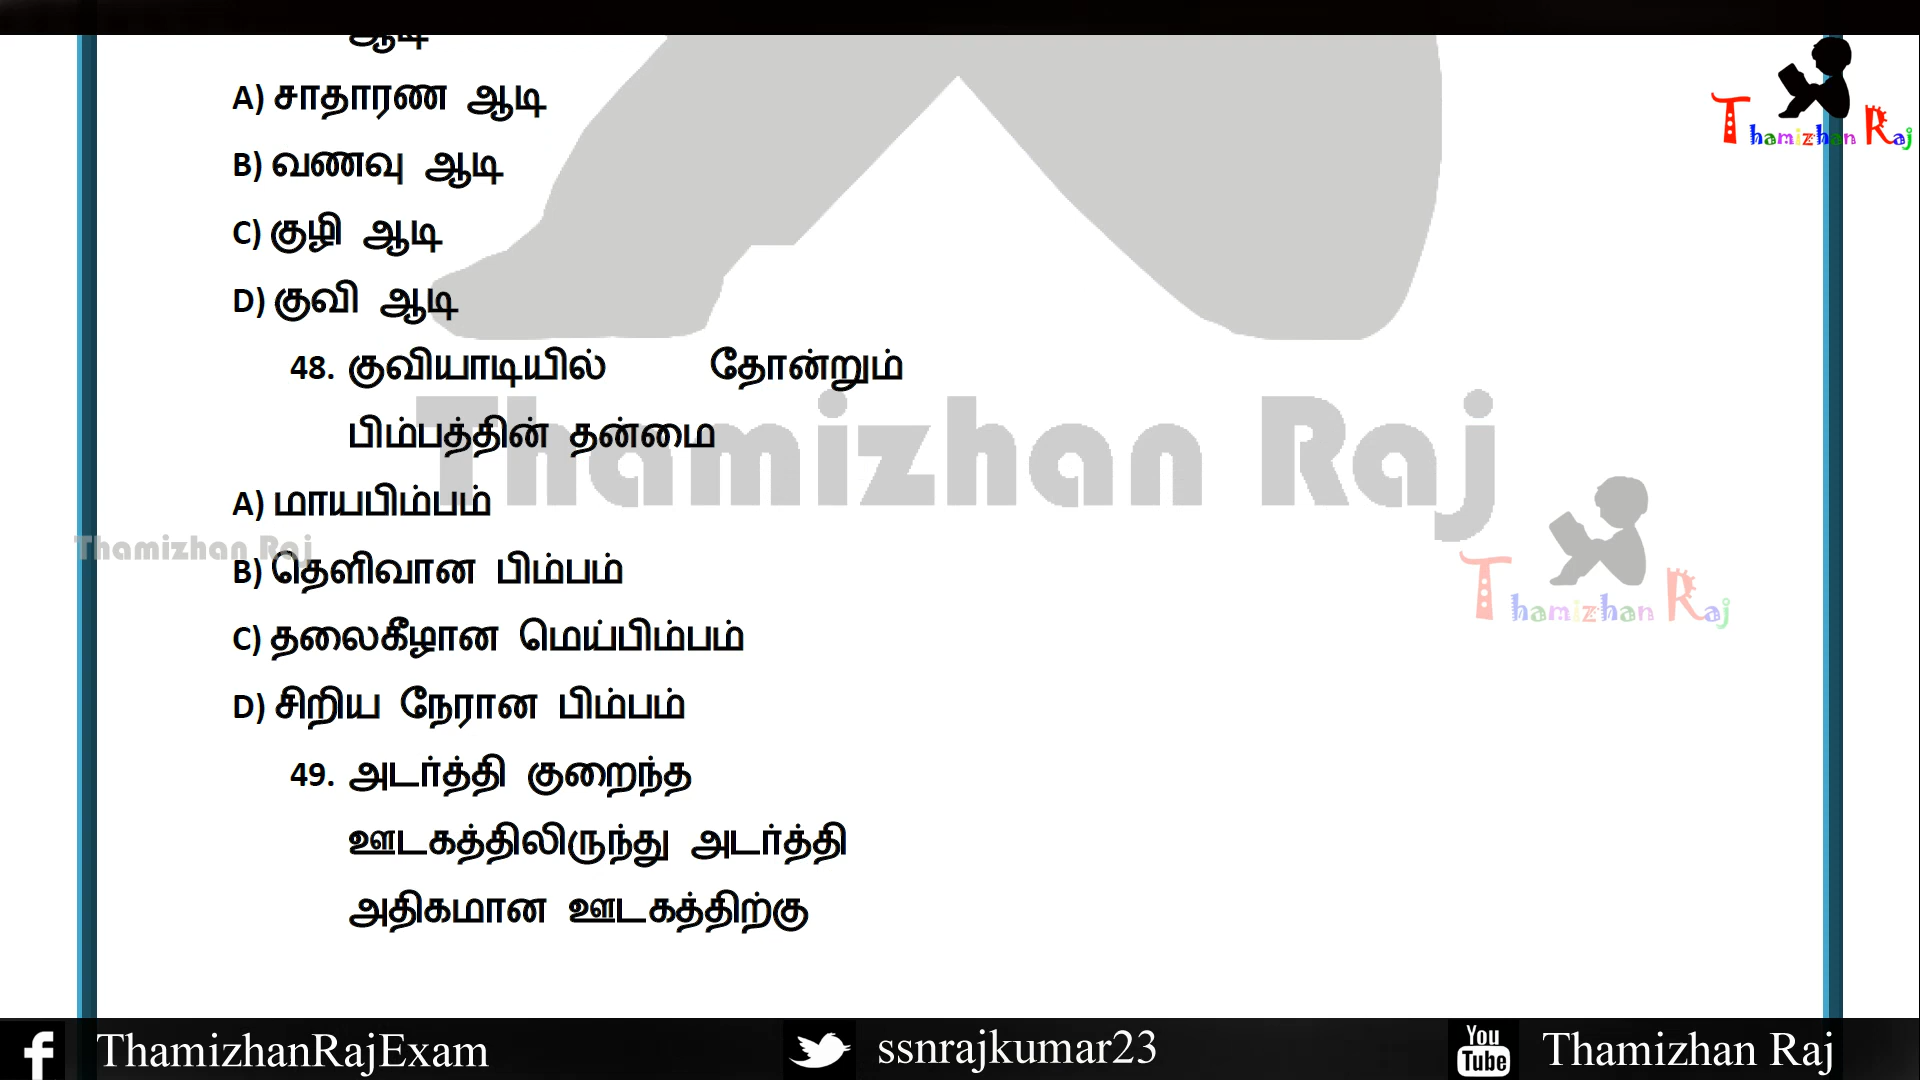 ஆடி
A) சாதாரண ஆடி
B) வணவு ஆடி
C) குழி ஆடி
D) குவி ஆடி
48. குவியாடியில் தோன்றும்
பிம்பத்தின் தன்மை
A) மாயபிம்பம்
B) தெளிவான பிம்பம்
C) தலைகீழான மெய்பிம்பம்
D) சிறிய நேரான பிம்பம்
49. அடர்த்தி குறைந்த
ஊடகத்திலிருந்து அடர்த்தி
அதிகமான ஊடகத்திற்கு
Thamizhan Raj
Thamizhan Raj
Thamizhan Raj
Thamizhan Raj
f ThamizhanRajExam ssnrajkumar23 You Tube Thamizhan Raj